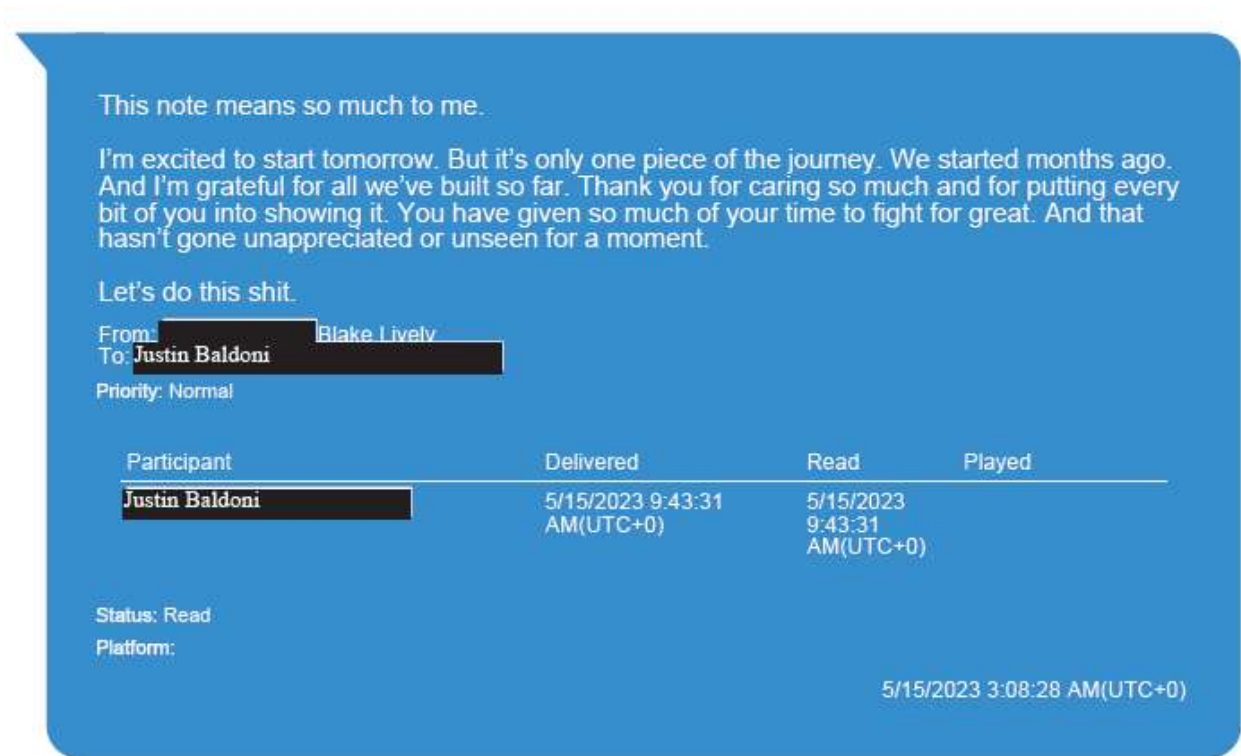 This note means so much to me.
I'm excited to start tomorrow. But it's only one piece of the journey. We started months ago.
And I'm grateful for all we've built so far. Thank you for caring so much and for putting every
bit of you into showing it. You have given so much of your time to fight for great. And that
hasn't gone unappreciated or unseen for a moment.
Let's do this shit.
From: Blake Lively
To: Justin Baldoni
Priority: Normal
Participant Delivered Read Played
Justin Baldoni 5/15/2023 9:43:31 5/15/2023
AM(UTC+0) 9:43:31
AM(UTC+0)
Status: Read
Platform:
5/15/2023 3:08:28 AM(UTC+0)